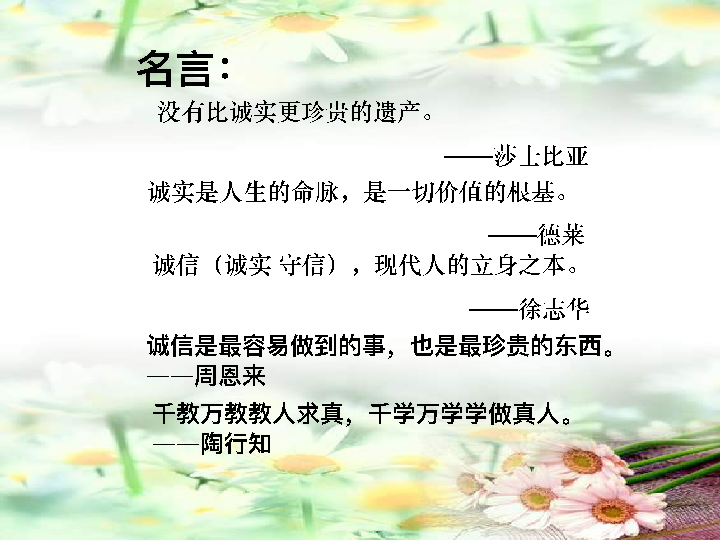 名言：
没有比诚实更珍贵的遗产。
——莎士比亚
诚实是人生的命脉，是一切价值的根基。
——德莱
诚信（诚实 守信），现代人的立身之本。
——徐志华
诚信是最容易做到的事，也是最珍贵的东西。
——周恩来
千教万教教人求真，千学万学学做真人。
——陶行知